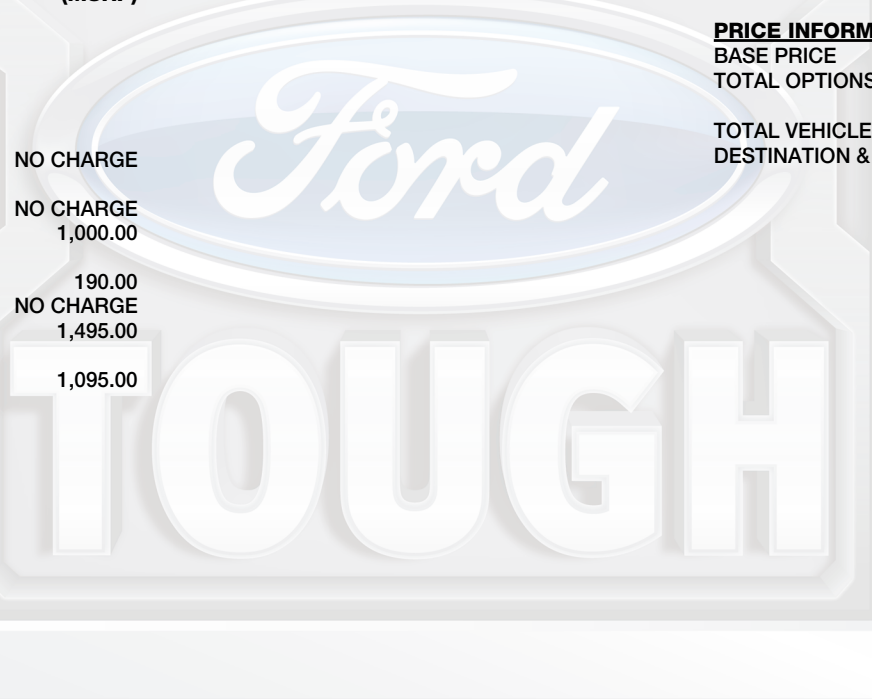 PRICE INFORM
BASE PRICE
TOTAL OPTIONS
TOTAL VEHICLE
DESTINATION &
NO CHARGE
NO CHARGE
1,000.00
190.00
NO CHARGE
1,495.00
1,095.00
Ford
TOUGH